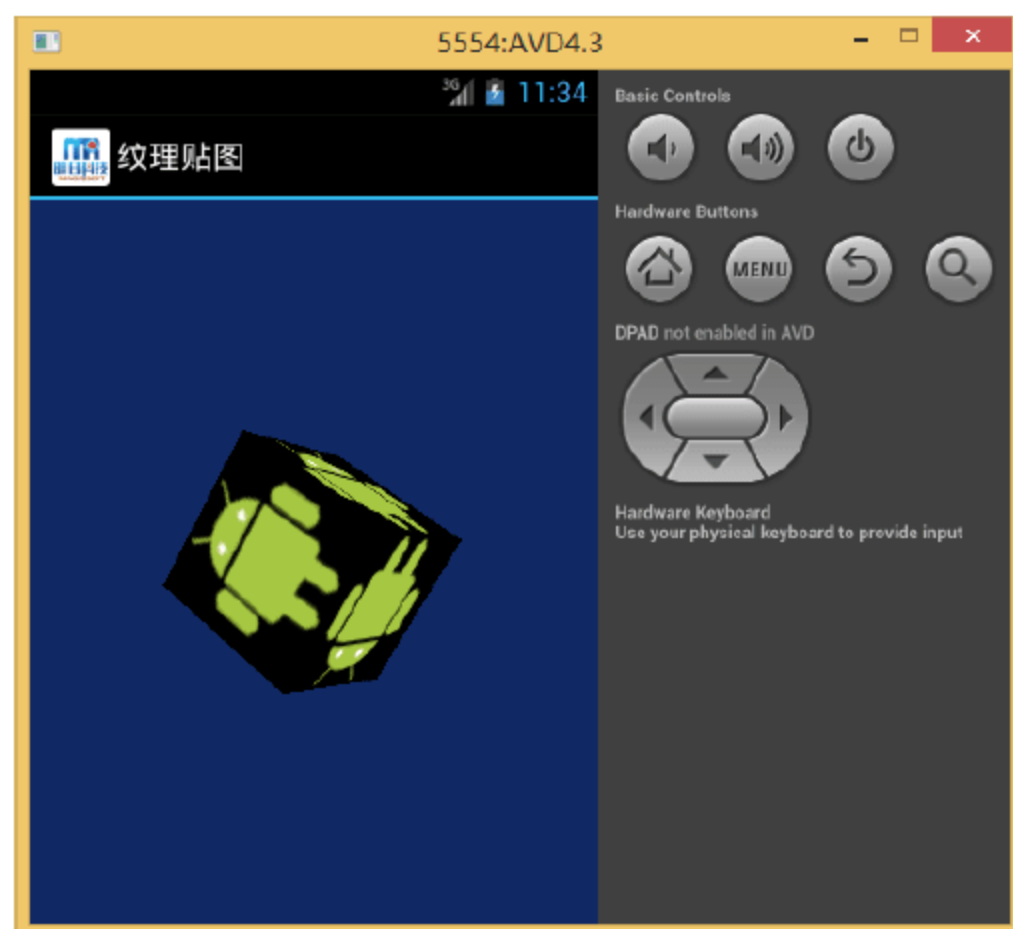 5554:AVD4.3
3G 11:34
纹理贴图
Basic Controls
Hardware Buttons
MENU
DPAD not enabled in AVD
Hardware Keyboard
Use your physical keyboard to provide input